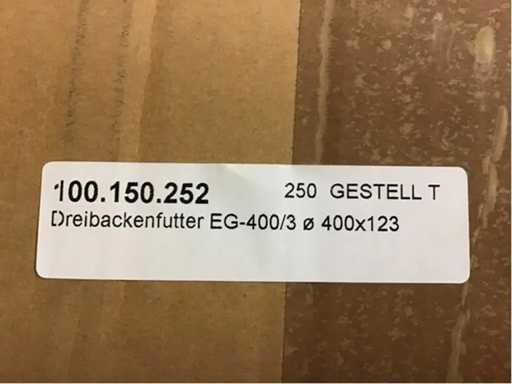 100.150.252 250 GESTELL T
Dreibackenfutter EG-400/3 ø 400x123